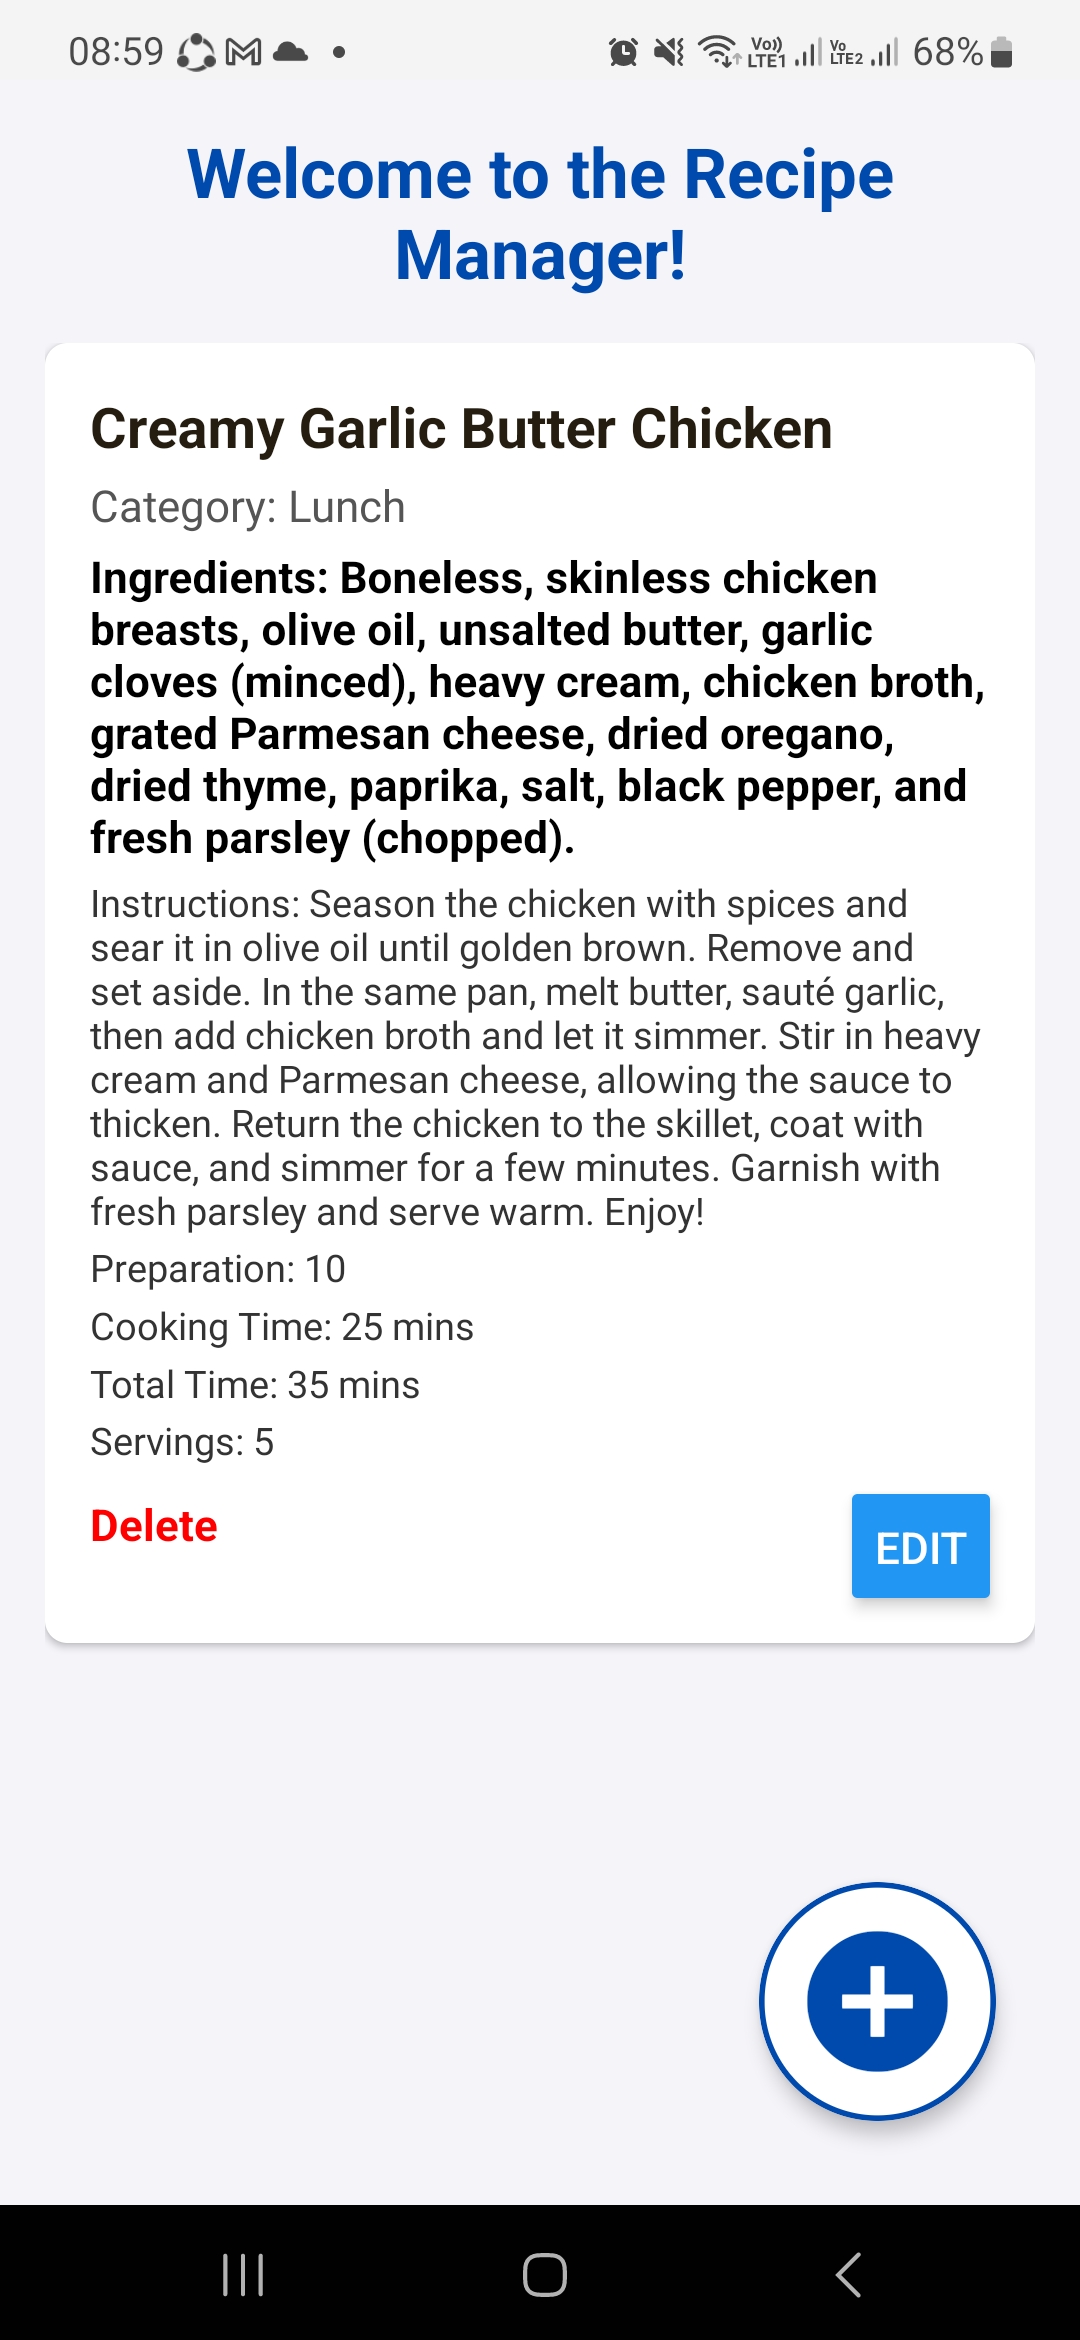 08:59
Vo)) LTE1 Vo LTE2 68%
Welcome to the Recipe
Manager!
Creamy Garlic Butter Chicken
Category: Lunch
Ingredients: Boneless, skinless chicken
breasts, olive oil, unsalted butter, garlic
cloves (minced), heavy cream, chicken broth,
grated Parmesan cheese, dried oregano,
dried thyme, paprika, salt, black pepper, and
fresh parsley (chopped).
Instructions: Season the chicken with spices and
sear it in olive oil until golden brown. Remove and
set aside. In the same pan, melt butter, sauté garlic,
then add chicken broth and let it simmer. Stir in heavy
cream and Parmesan cheese, allowing the sauce to
thicken. Return the chicken to the skillet, coat with
sauce, and simmer for a few minutes. Garnish with
fresh parsley and serve warm. Enjoy!
Preparation: 10
Cooking Time: 25 mins
Total Time: 35 mins
Servings: 5
Delete
EDIT